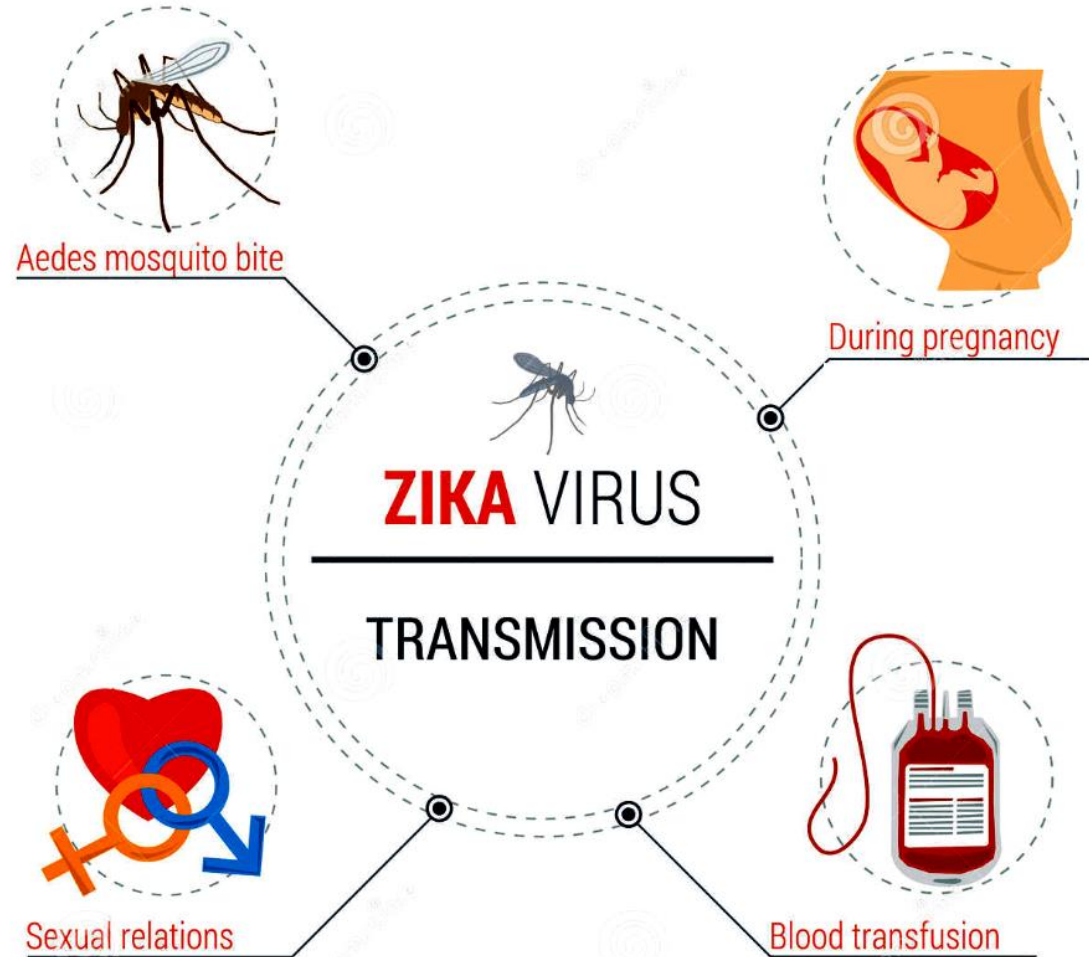 Aedes mosquito bite
During pregnancy
ZIKA VIRUS
TRANSMISSION
Sexual relations
Blood transfusion